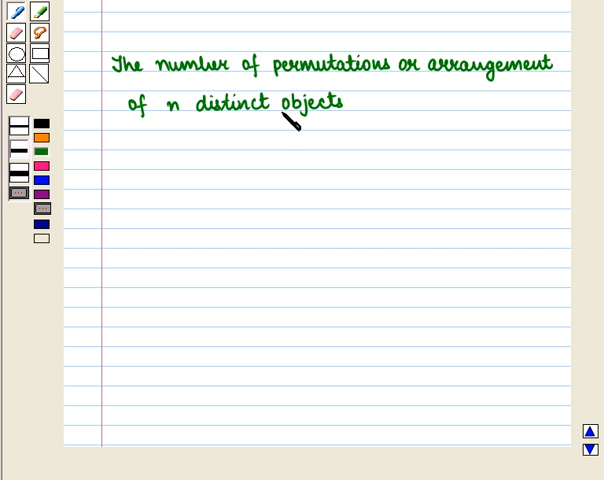 The number of permutations or arrangement
of n distinct objects